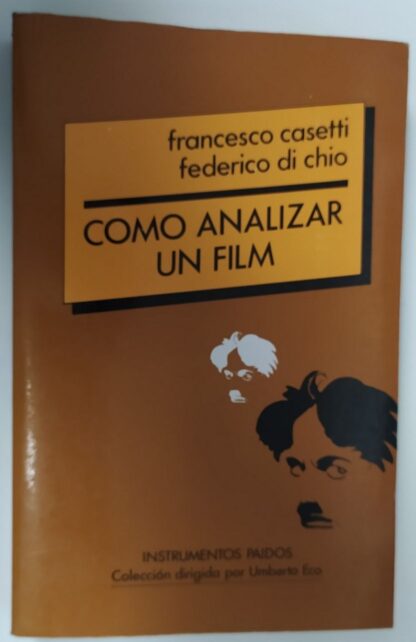 francesco casetti
federico di chio
COMO ANALIZAR
UN FILM
INSTRUMENTOS PAIDOS
Colección dirigida por Umberto Eco